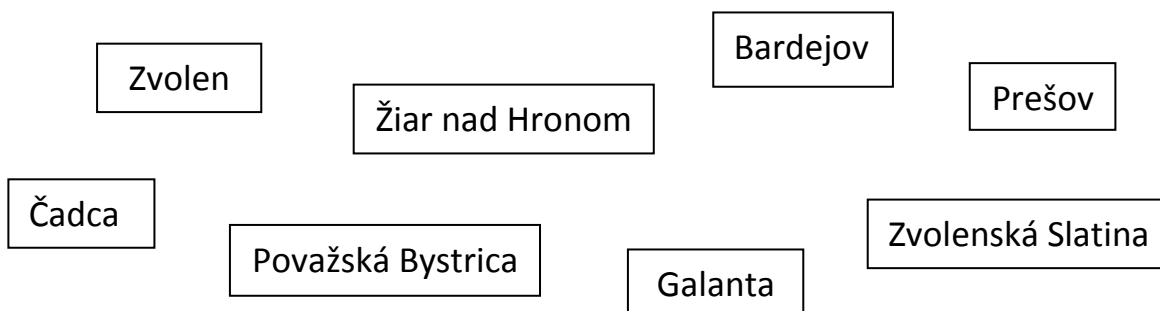 Bardejov
Zvolen
Prešov
Žiar nad Hronom
Čadca
Zvolenská Slatina
Považská Bystrica
Galanta